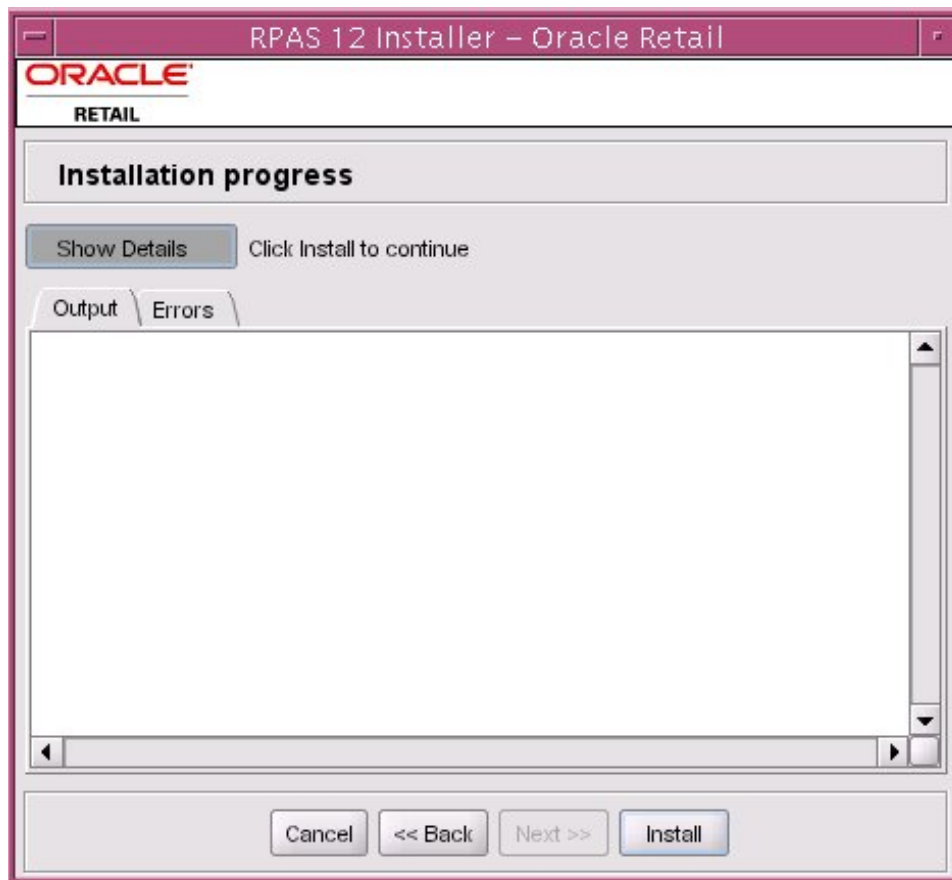 RPAS 12 Installer – Oracle Retail
ORACLE'
RETAIL
Installation progress
Show Details Click Install to continue
Output Errors
Cancel << Back Next >> Install